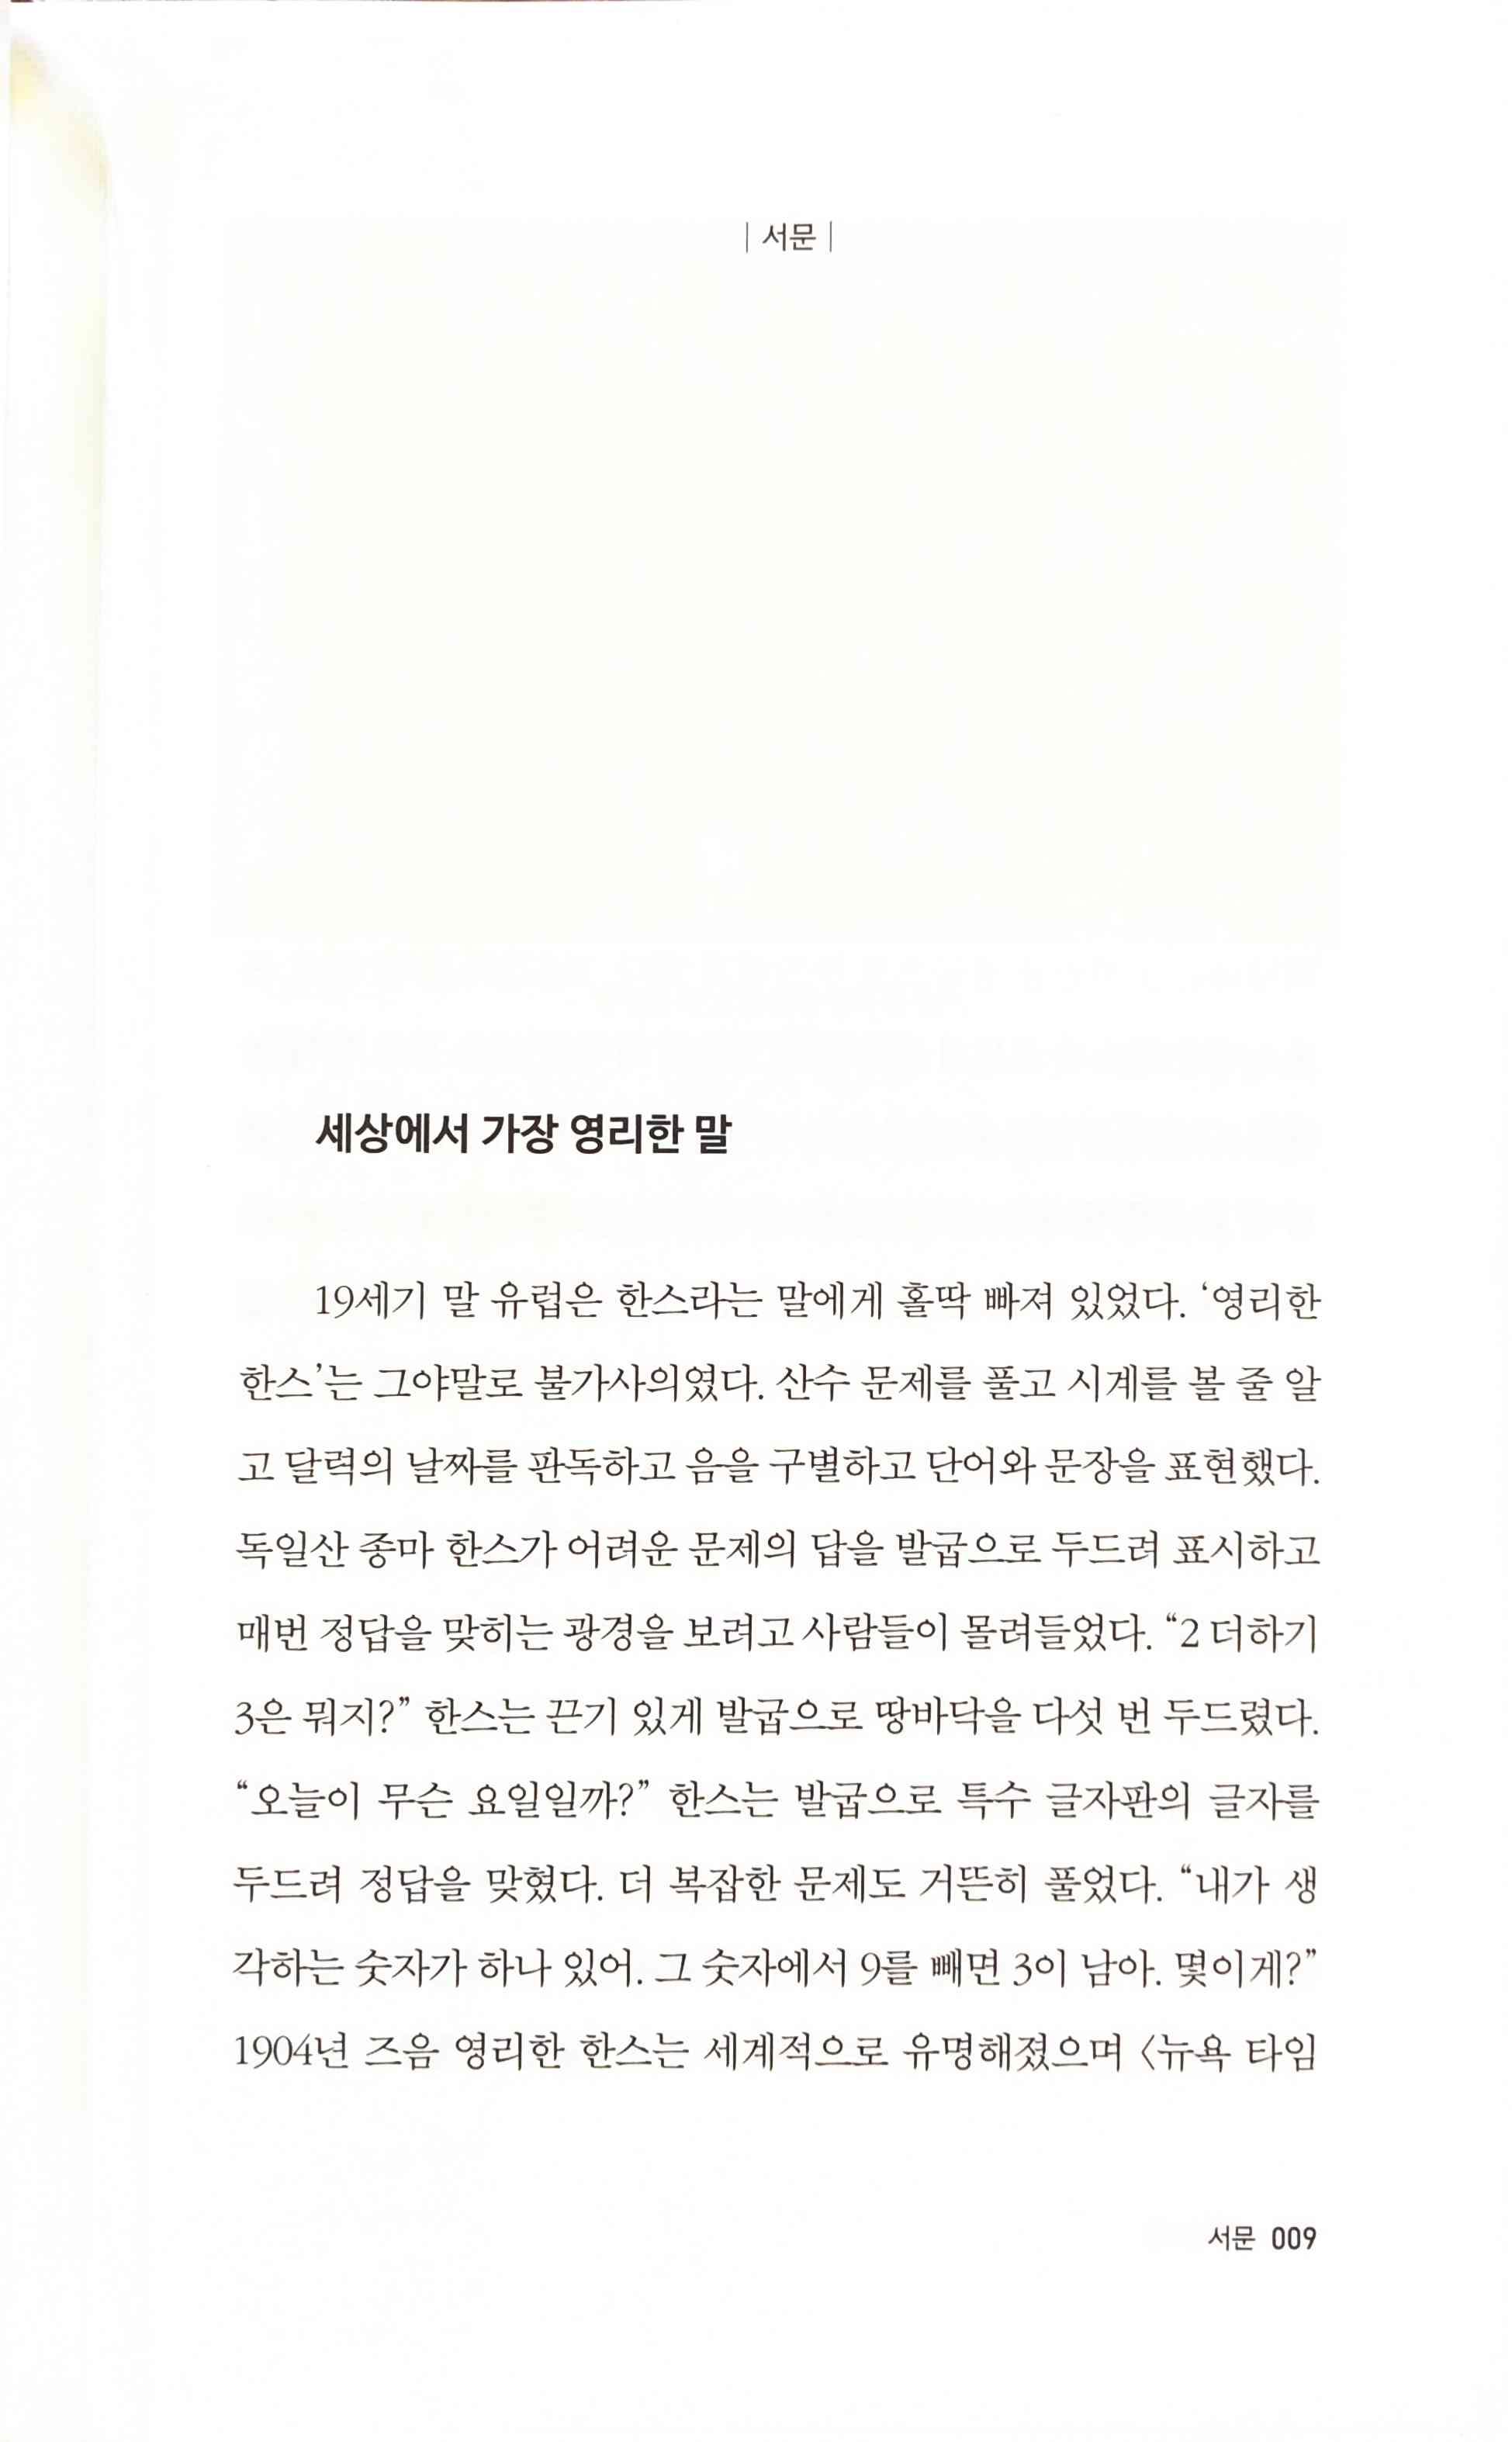 | 서문 |
세상에서 가장 영리한 말
19세기 말 유럽은 한스라는 말에게 홀딱 빠져 있었다. ‘영리한
한스’는 그야말로 불가사의였다. 산수 문제를 풀고 시계를 볼 줄 알
고 달력의 날짜를 판독하고 음을 구별하고 단어와 문장을 표현했다.
독일산 종마 한스가 어려운 문제의 답을 발굽으로 두드려 표시하고
매번 정답을 맞히는 광경을 보려고 사람들이 몰려들었다. “2 더하기
3은 뭐지?” 한스는 끈기 있게 발굽으로 땅바닥을 다섯 번 두드렸다.
“오늘이 무슨 요일일까?” 한스는 발굽으로 특수 글자판의 글자를
두드려 정답을 맞혔다. 더 복잡한 문제도 거뜬히 풀었다. “내가 생
각하는 숫자가 하나 있어. 그 숫자에서 9를 빼면 3이 남아. 몇이게?”
1904년 즈음 영리한 한스는 세계적으로 유명해졌으며 〈뉴욕 타임
서문 009